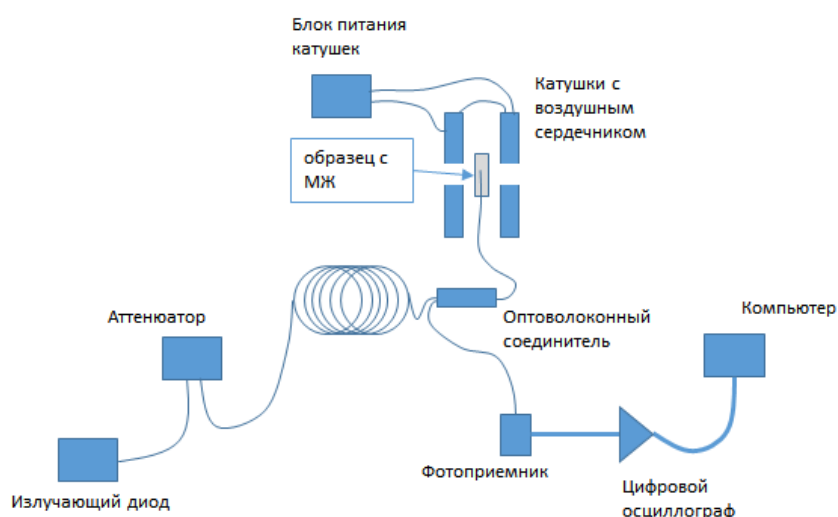 Блок питания
катушек
Катушки с
воздушным
сердечником
образец с
МЖ
Аттенюатор
Оптоволоконный
соединитель
Компьютер
Фотоприемник
Излучающий диод
Цифровой
осциллограф